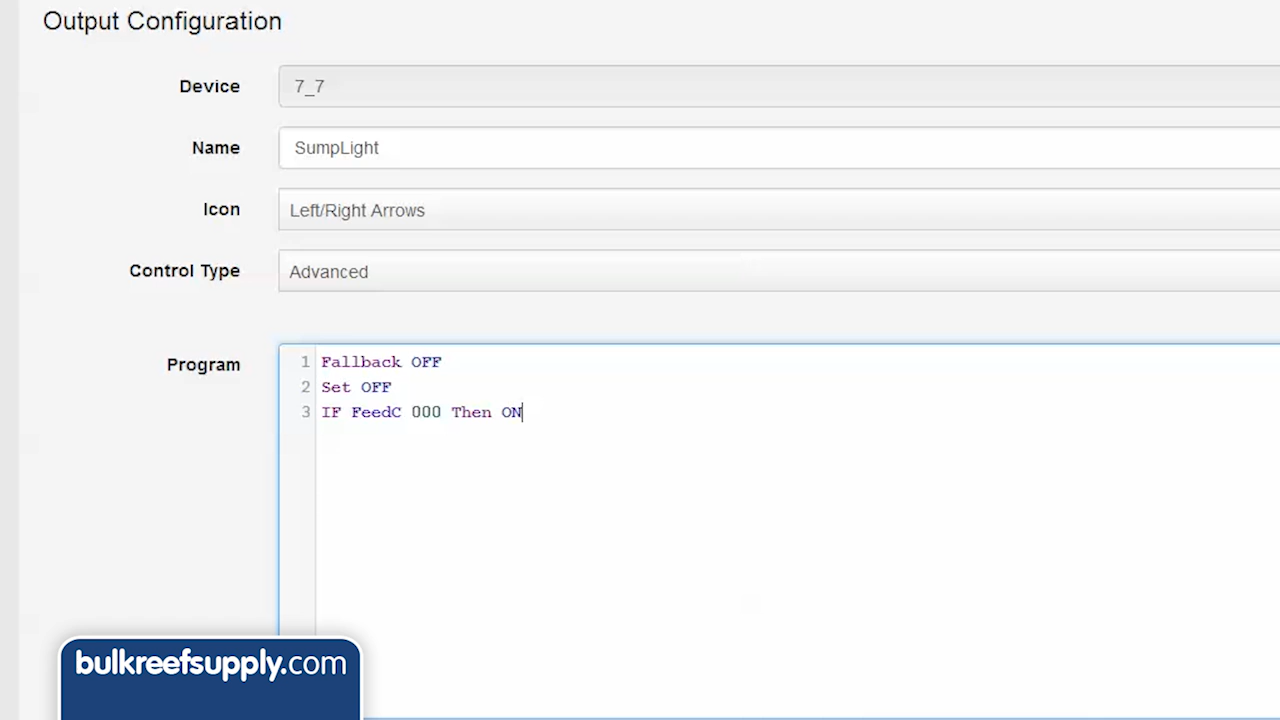 Output Configuration
Device 7_7
Name SumpLight
Icon Left/Right Arrows
Control Type Advanced
Program
1 Fallback OFF
2 Set OFF
3 IF FeedC 000 Then ON
bulkreefsupply.com